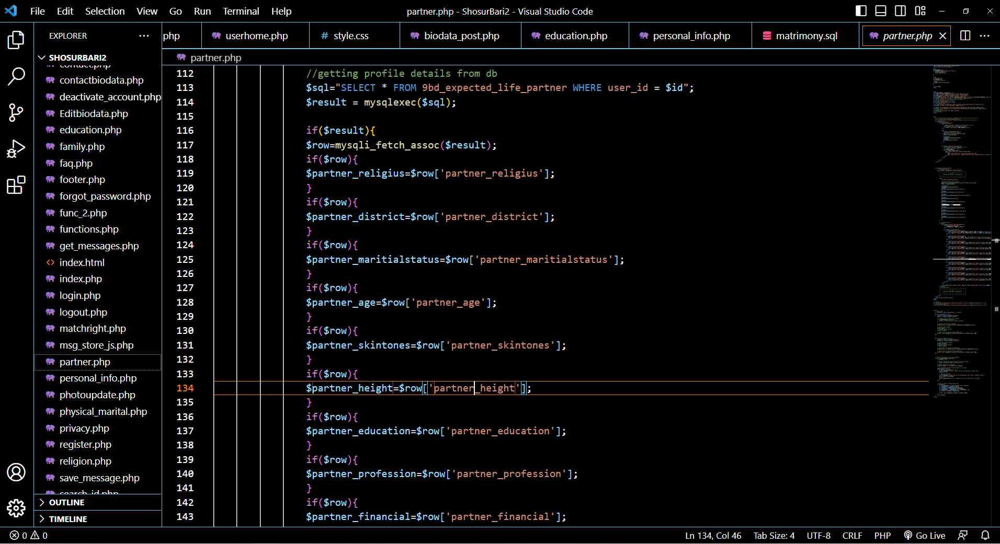 File Edit Selection View Go Run Terminal Help partner.php - ShosurBari2 - Visual Studio Code
EXPLORER ...
php userhome.php # style.css biodata_post.php education.php personal_info.php matrimony.sql partner.php
SHOSURBARI2
partner.php
contact.php
contactbiodata.php
deactivate_account.php
Editbiodata.php
education.php
family.php
faq.php
footer.php
forgot_password.php
func_2.php
functions.php
get_messages.php
index.html
index.php
login.php
logout.php
matchright.php
msg_store_js.php
partner.php
personal_info.php
photoupdate.php
physical_marital.php
privacy.php
register.php
religion.php
save_message.php
search_id.php
OUTLINE
TIMELINE
112 //getting profile details from db
113 $sql="SELECT * FROM 9bd_expected_life_partner WHERE user_id = $id";
114 $result = mysqlexec($sql);
115
116 if($result){
117 $row=mysqli_fetch_assoc($result);
118 if($row){
119 $partner_religius=$row['partner_religius'];
120 }
121 if($row){
122 $partner_district=$row['partner_district'];
123 }
124 if($row){
125 $partner_maritialstatus=$row['partner_maritialstatus'];
126 }
127 if($row){
128 $partner_age=$row['partner_age'];
129 }
130 if($row){
131 $partner_skintones=$row['partner_skintones'];
132 }
133 if($row){
134 $partner_height=$row['partner_height'];
135 }
136 if($row){
137 $partner_education=$row['partner_education'];
138 }
139 if($row){
140 $partner_profession=$row['partner_profession'];
141 }
142 if($row){
143 $partner_financial=$row['partner_financial'];
0 0 Ln 134, Col 46 Tab Size: 4 UTF-8 CRLF PHP Go Live